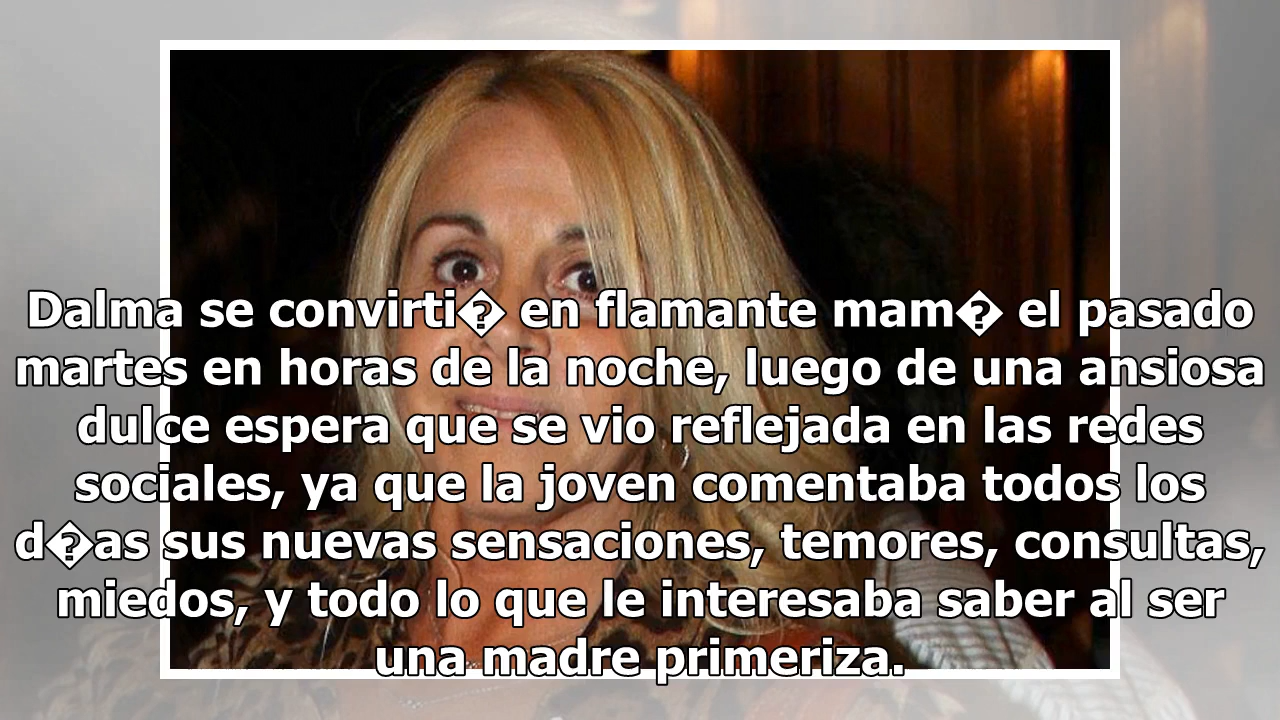 Dalma se convirti� en flamante mam� el pasado
martes en horas de la noche, luego de una ansiosa
dulce espera que se vio reflejada en las redes
sociales, ya que la joven comentaba todos los
d�as sus nuevas sensaciones, temores, consultas,
miedos, y todo lo que le interesaba saber al ser
una madre primeriza.